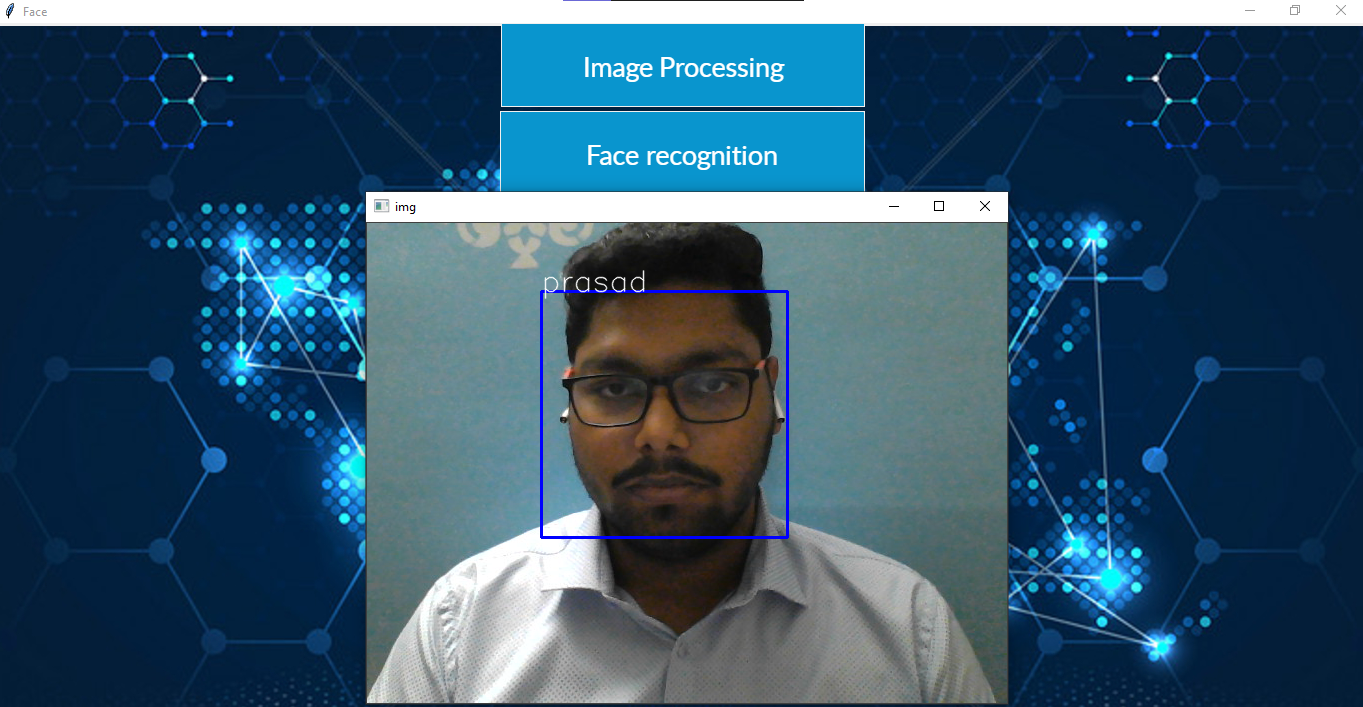 Face
Image Processing
Face recognition
img
prasad